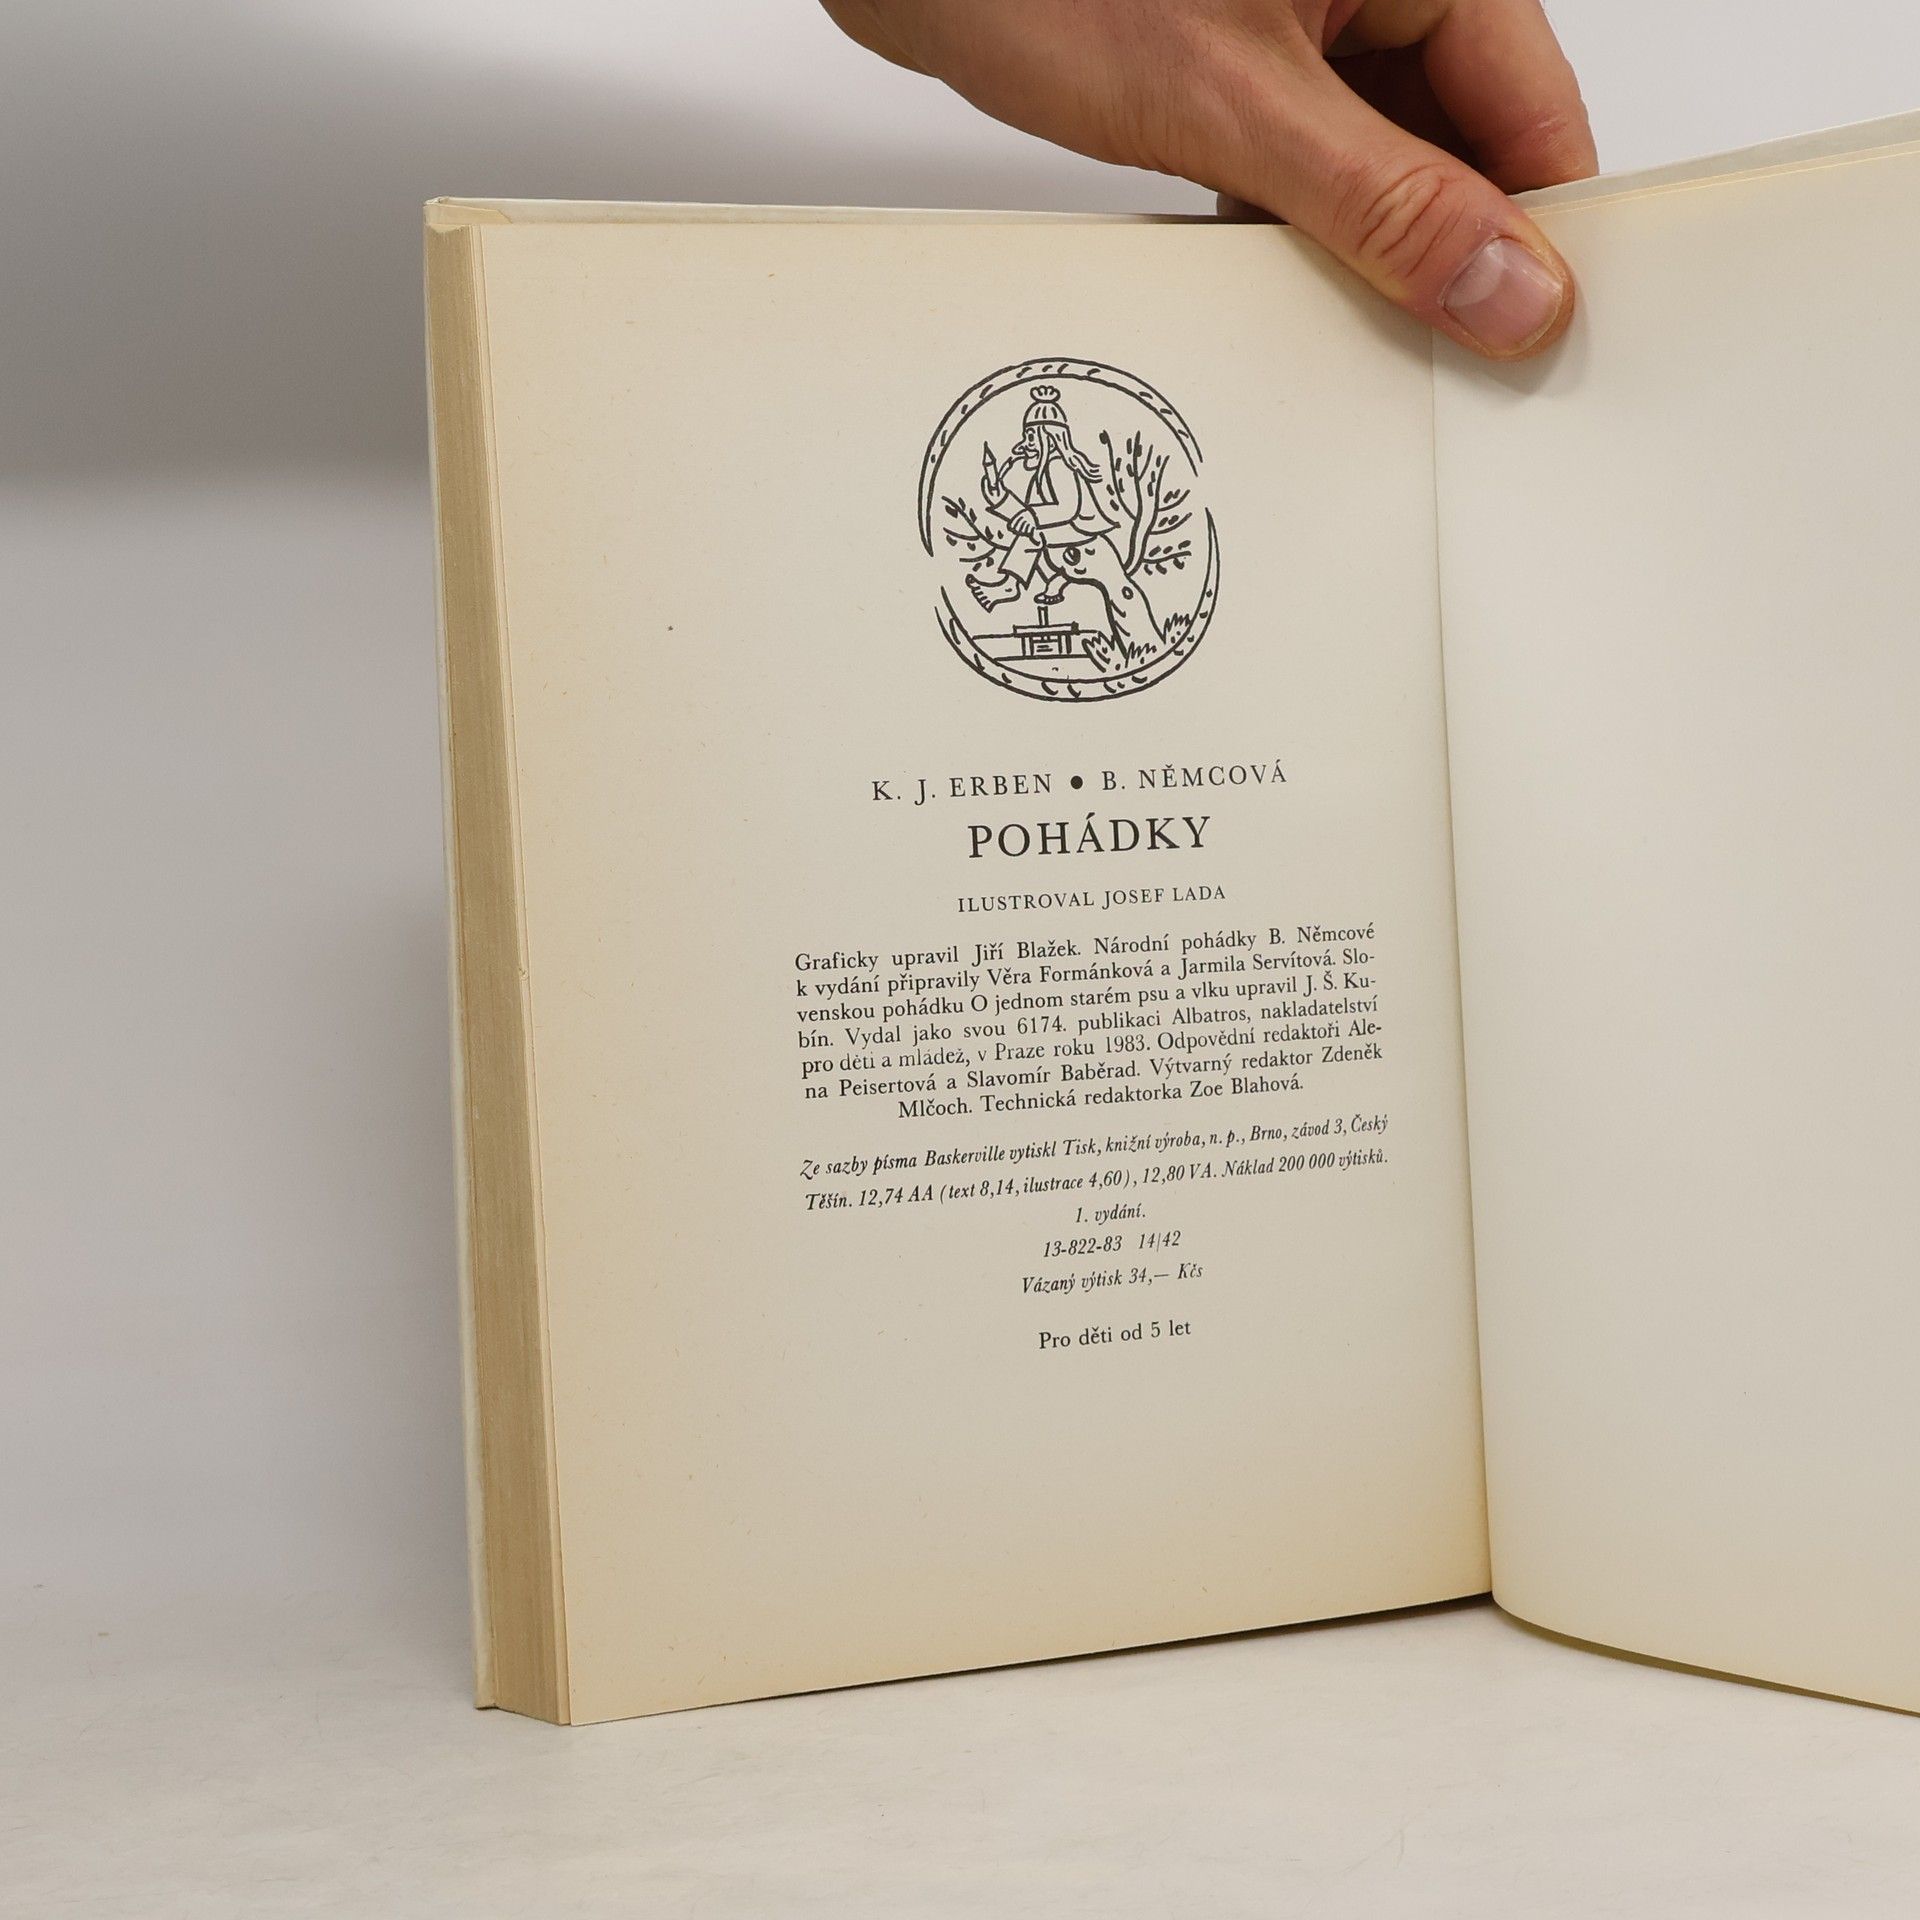 K. J. ERBEN ● B. NĚMCOVÁ
POHÁDKY
ILUSTROVAL JOSEF LADA
Graficky upravil Jiří Blažek. Národní pohádky B. Němcové
k vydání připravily Věra Formánková a Jarmila Servítová. Slo-
venskou pohádku O jednom starém psu a vlku upravil J. Š. Ku-
bín. Vydal jako svou 6174. publikaci Albatros, nakladatelství
pro děti a mládež, v Praze roku 1983. Odpovědní redaktoři Ale-
na Peisertová a Slavomír Baběrad. Výtvarný redaktor Zdeněk
Mlčoch. Technická redaktorka Zoe Blahová.
Ze sazby písma Baskerville vytiskl Tisk, knižní výroba, n. p., Brno, závod 3, Český
Těšín. 12,74 AA (text 8,14, ilustrace 4,60), 12,80 VA. Náklad 200 000 výtisků.
1. vydání.
13-822-83 14|42
Vázaný výtisk 34,— Kčs
Pro děti od 5 let